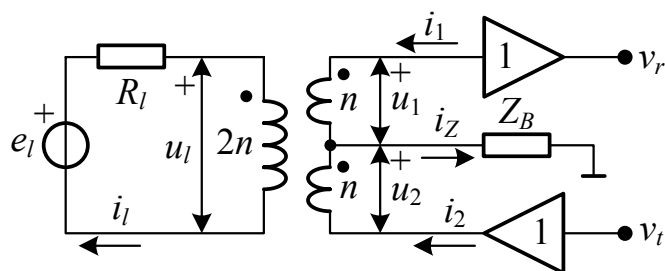 i₁
1
v_r
+
R_l
+
n
+
u₁
e_l
u_l
2n
i_Z
Z_B
+
n
u₂
i_l
i₂
1
v_t